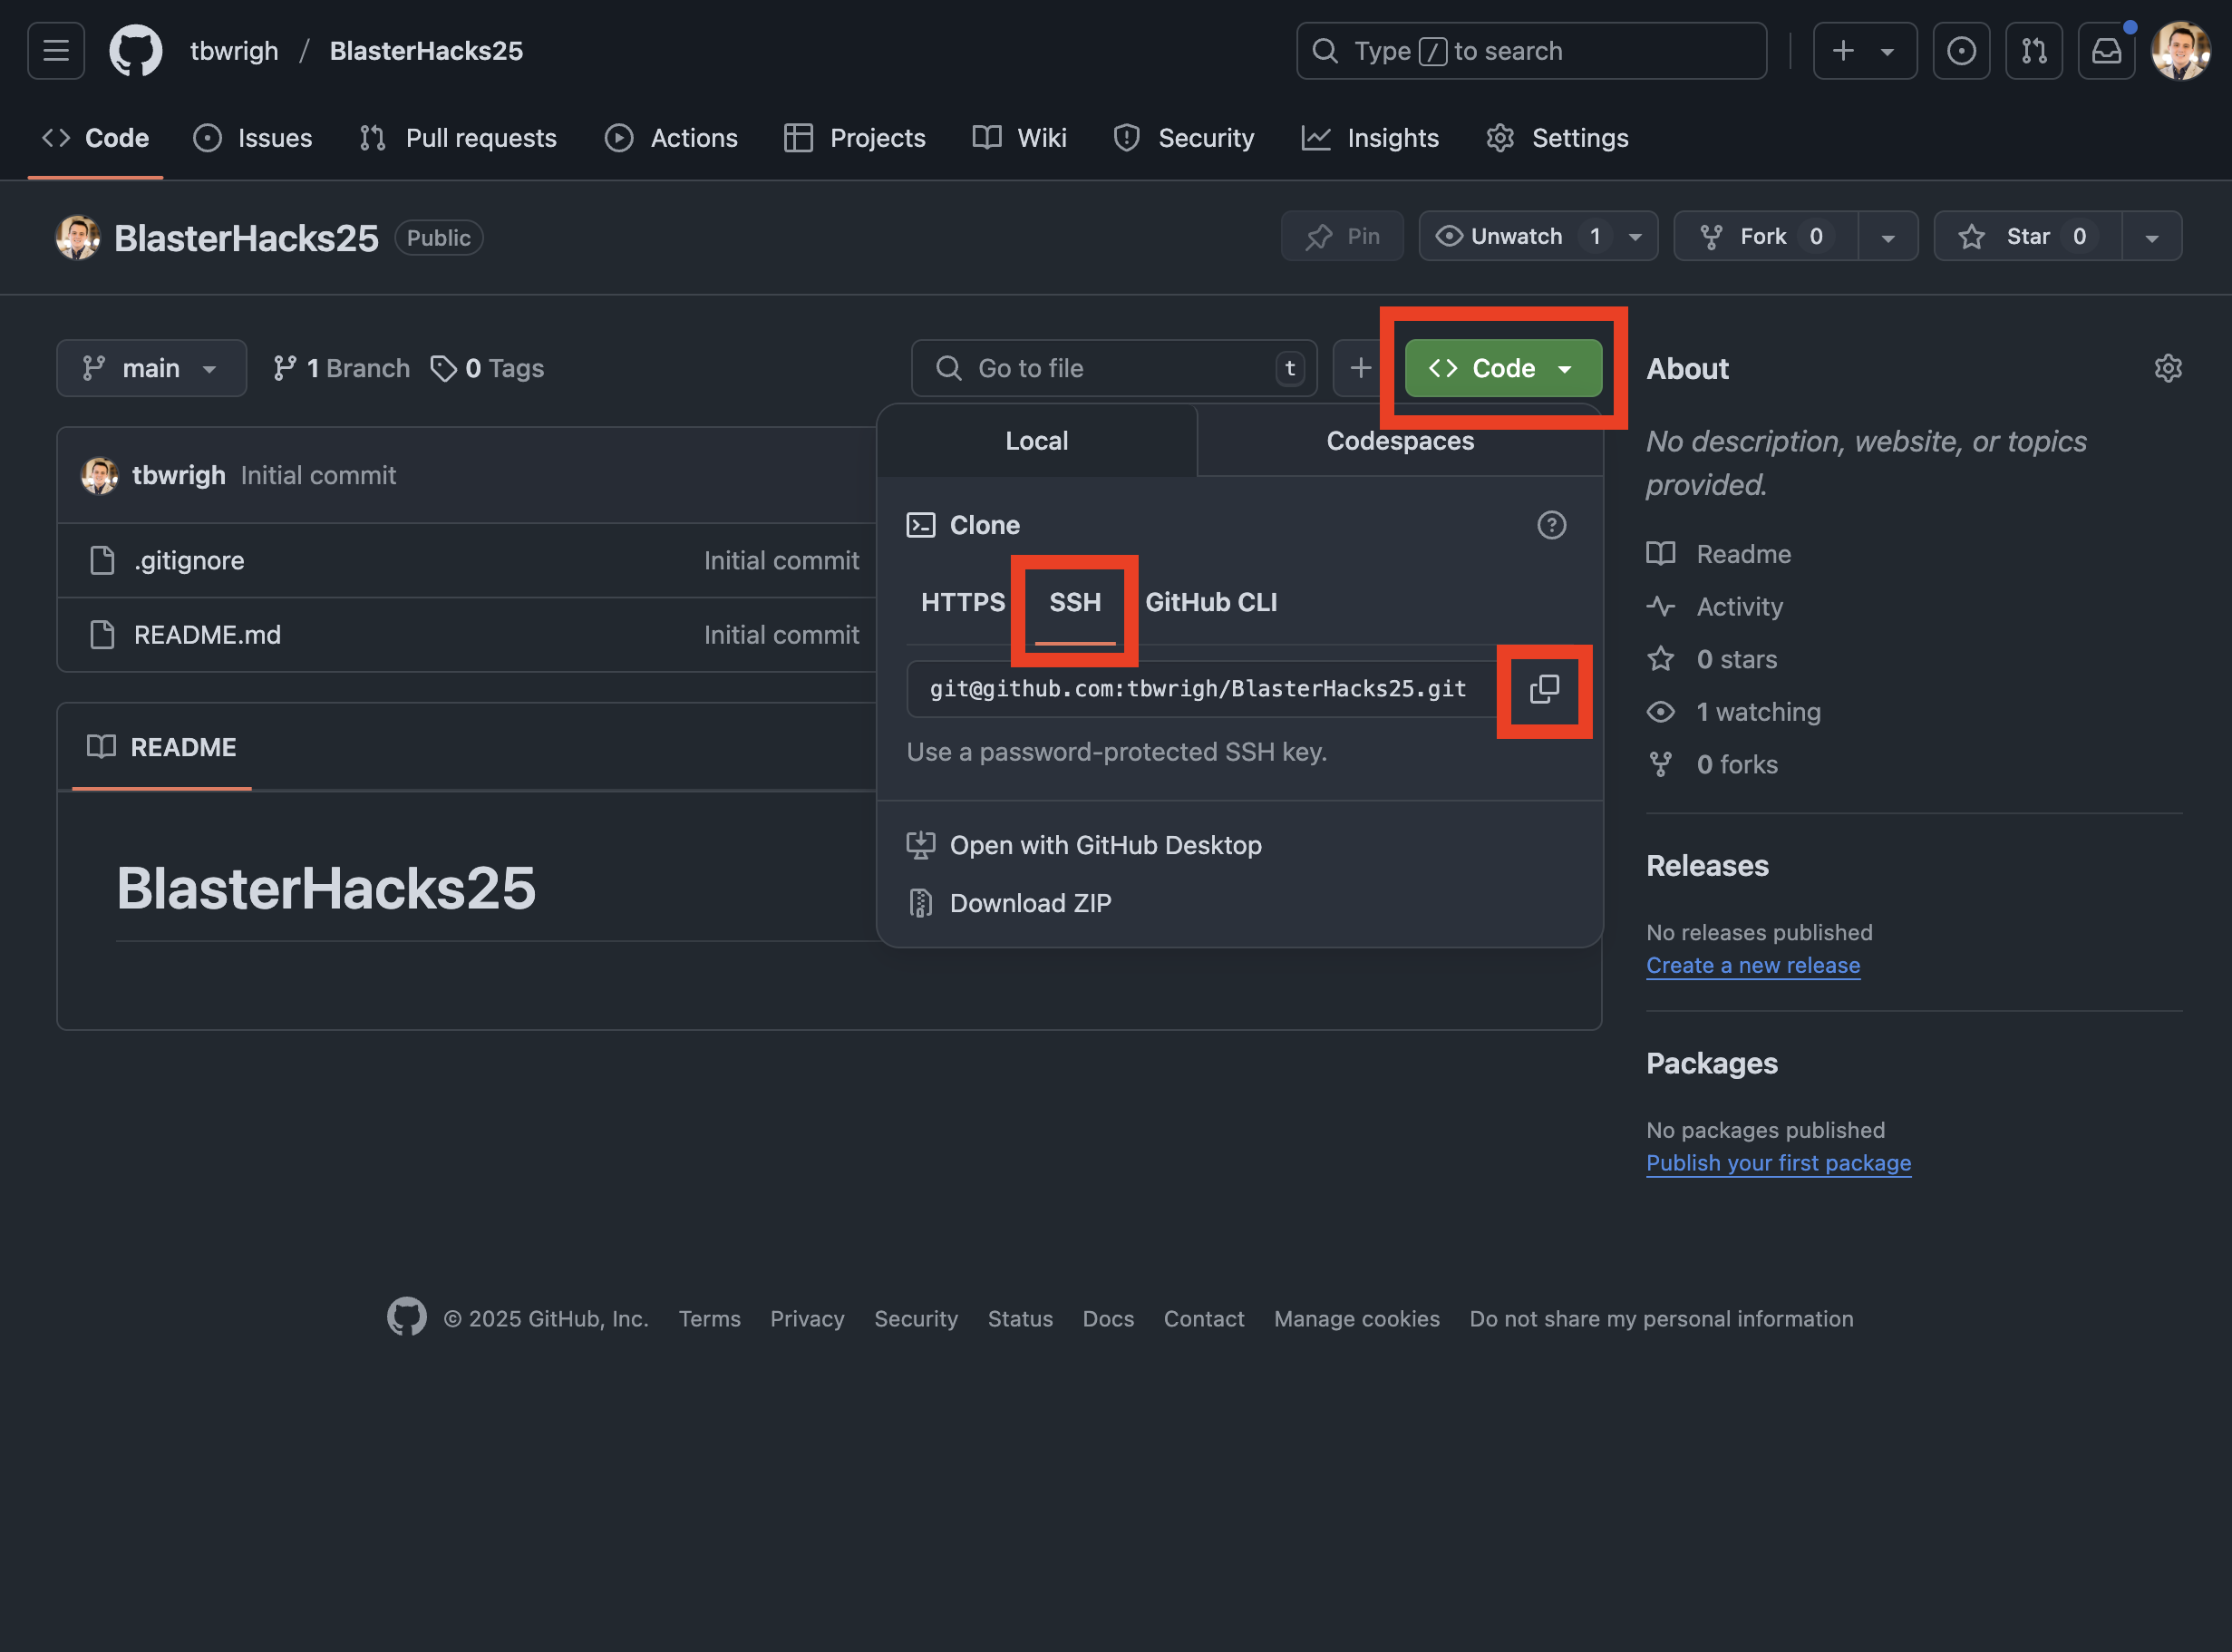 tbwrigh / BlasterHacks25
Type / to search
Code Issues Pull requests Actions Projects Wiki Security Insights Settings
BlasterHacks25 Public
Pin Unwatch 1 Fork 0 Star 0
main 1 Branch 0 Tags
Go to file t
Code
tbwrigh Initial commit
.gitignore Initial commit
README.md Initial commit
README
BlasterHacks25
Local Codespaces
Clone
HTTPS SSH GitHub CLI
git@github.com:tbwrigh/BlasterHacks25.git
Use a password-protected SSH key.
Open with GitHub Desktop
Download ZIP
About
No description, website, or topics
provided.
Readme
Activity
0 stars
1 watching
0 forks
Releases
No releases published
Create a new release
Packages
No packages published
Publish your first package
© 2025 GitHub, Inc. Terms Privacy Security Status Docs Contact Manage cookies Do not share my personal information